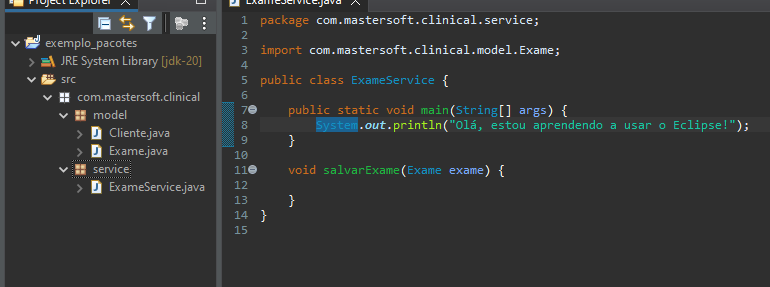 Project Explorer
exemplo_pacotes
JRE System Library [jdk-20]
src
com.mastersoft.clinical
model
Cliente.java
Exame.java
service
ExameService.java
ExameService.java
1 package com.mastersoft.clinical.service;
2
3 import com.mastersoft.clinical.model.Exame;
4
5 public class ExameService {
6
7 public static void main(String[] args) {
8 System.out.println("Olá, estou aprendendo a usar o Eclipse!");
9 }
10
11 void salvarExame(Exame exame) {
12
13 }
14 }
15